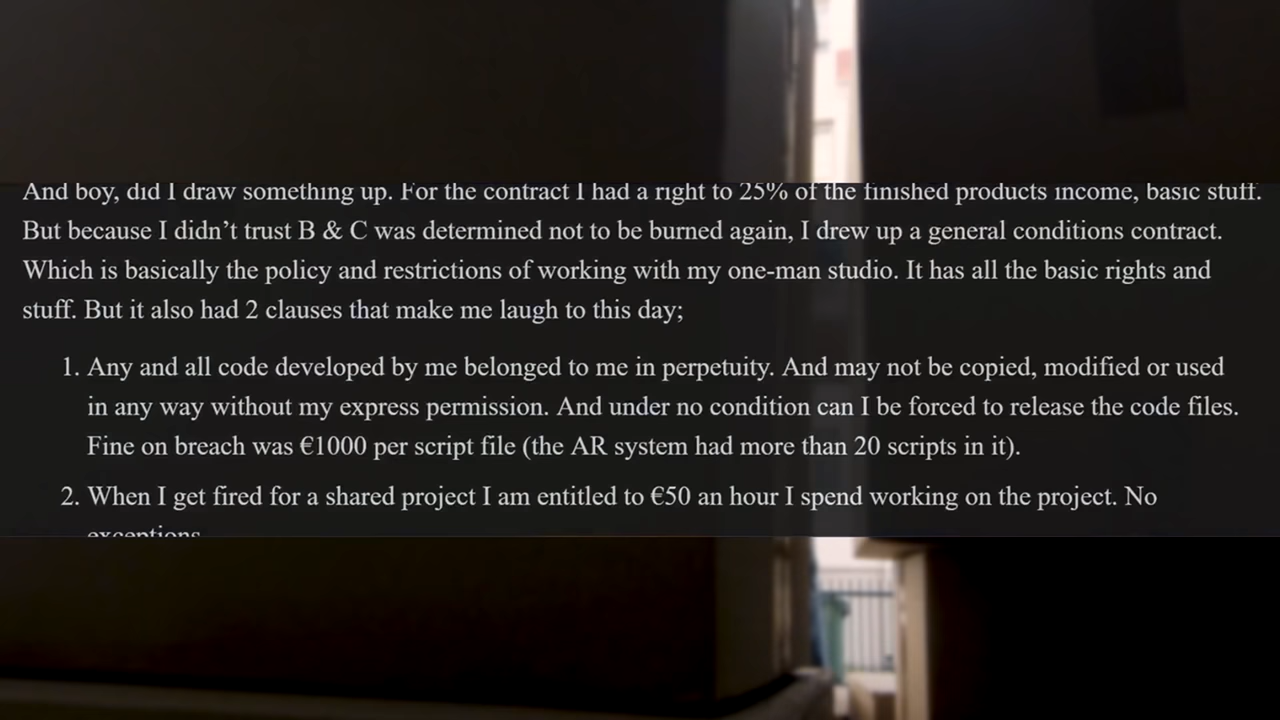 And boy, did I draw something up. For the contract I had a right to 25% of the finished products income, basic stuff.
But because I didn't trust B & C was determined not to be burned again, I drew up a general conditions contract.
Which is basically the policy and restrictions of working with my one-man studio. It has all the basic rights and
stuff. But it also had 2 clauses that make me laugh to this day;
1. Any and all code developed by me belonged to me in perpetuity. And may not be copied, modified or used
in any way without my express permission. And under no condition can I be forced to release the code files.
Fine on breach was €1000 per script file (the AR system had more than 20 scripts in it).
2. When I get fired for a shared project I am entitled to €50 an hour I spend working on the project. No
exceptions